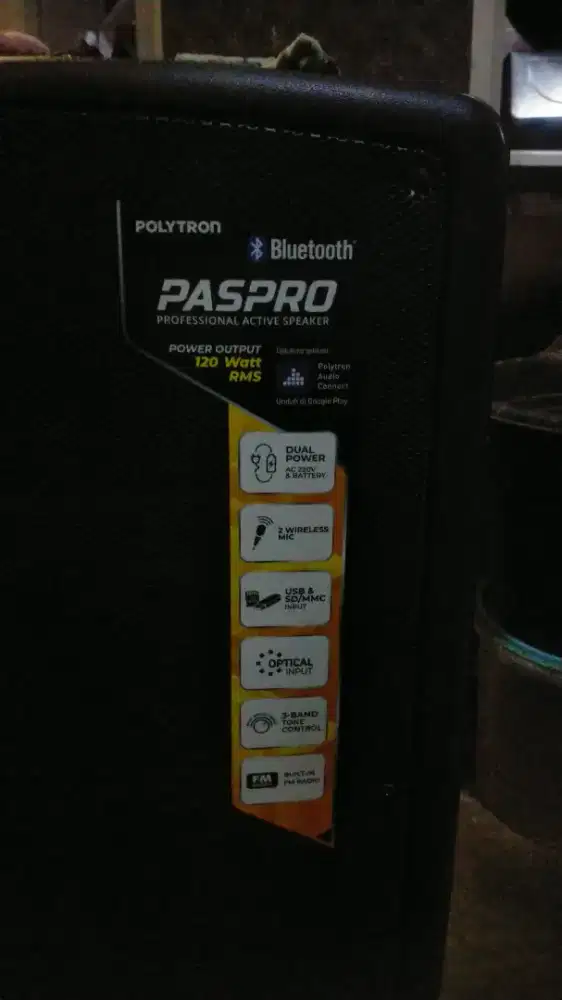 POLYTRON
Bluetooth
PASPRO
PROFESSIONAL ACTIVE SPEAKER
POWER OUTPUT
120 Watt
RMS
Polytron
Audio
Connect
Unduh di Google Play
DUAL
POWER
AC 220V
& BATTERY
2 WIRELESS
MIC
USB &
SD/MMC
INPUT
OPTICAL
INPUT
3-BAND
TONE
CONTROL
FM
BUILT-IN
FM RADIO